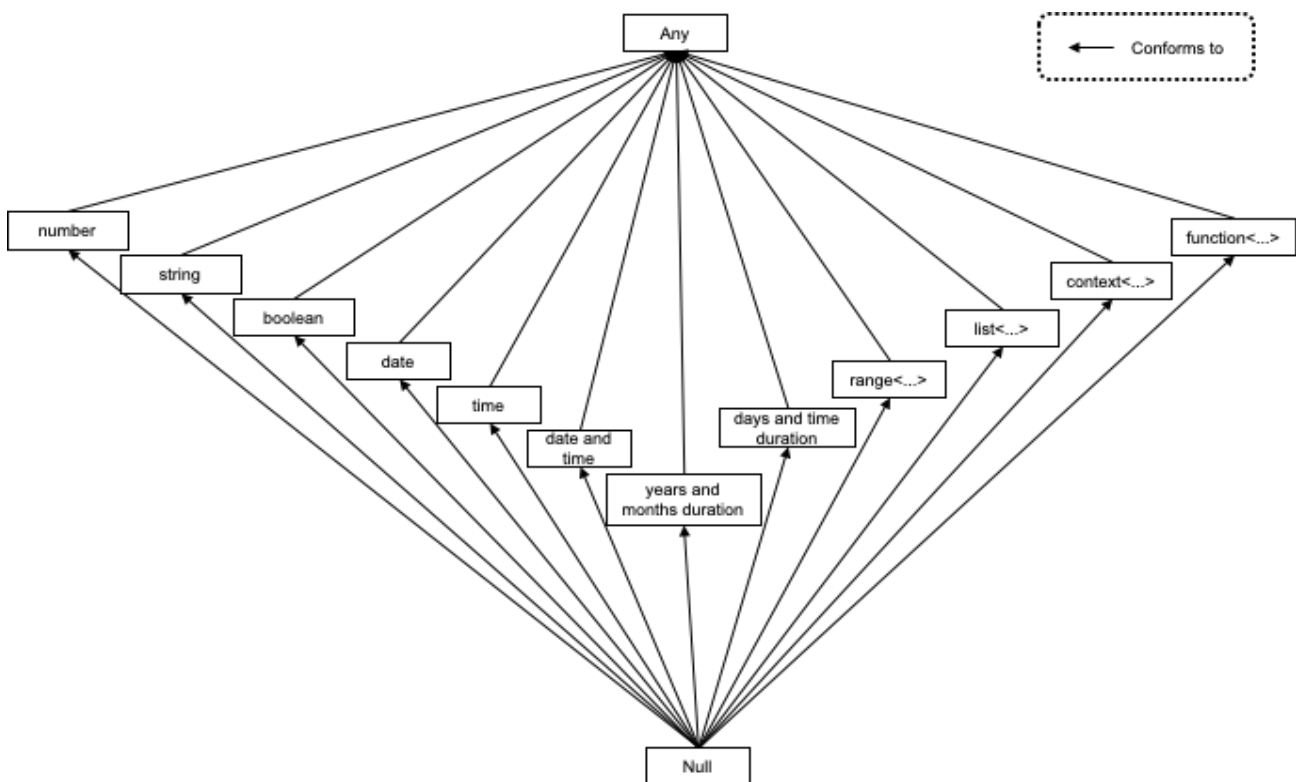 Any
Conforms to
number
function<...>
string
context<...>
boolean
list<...>
date
range<...>
time
days and time
duration
date and
time
years and
months duration
Null